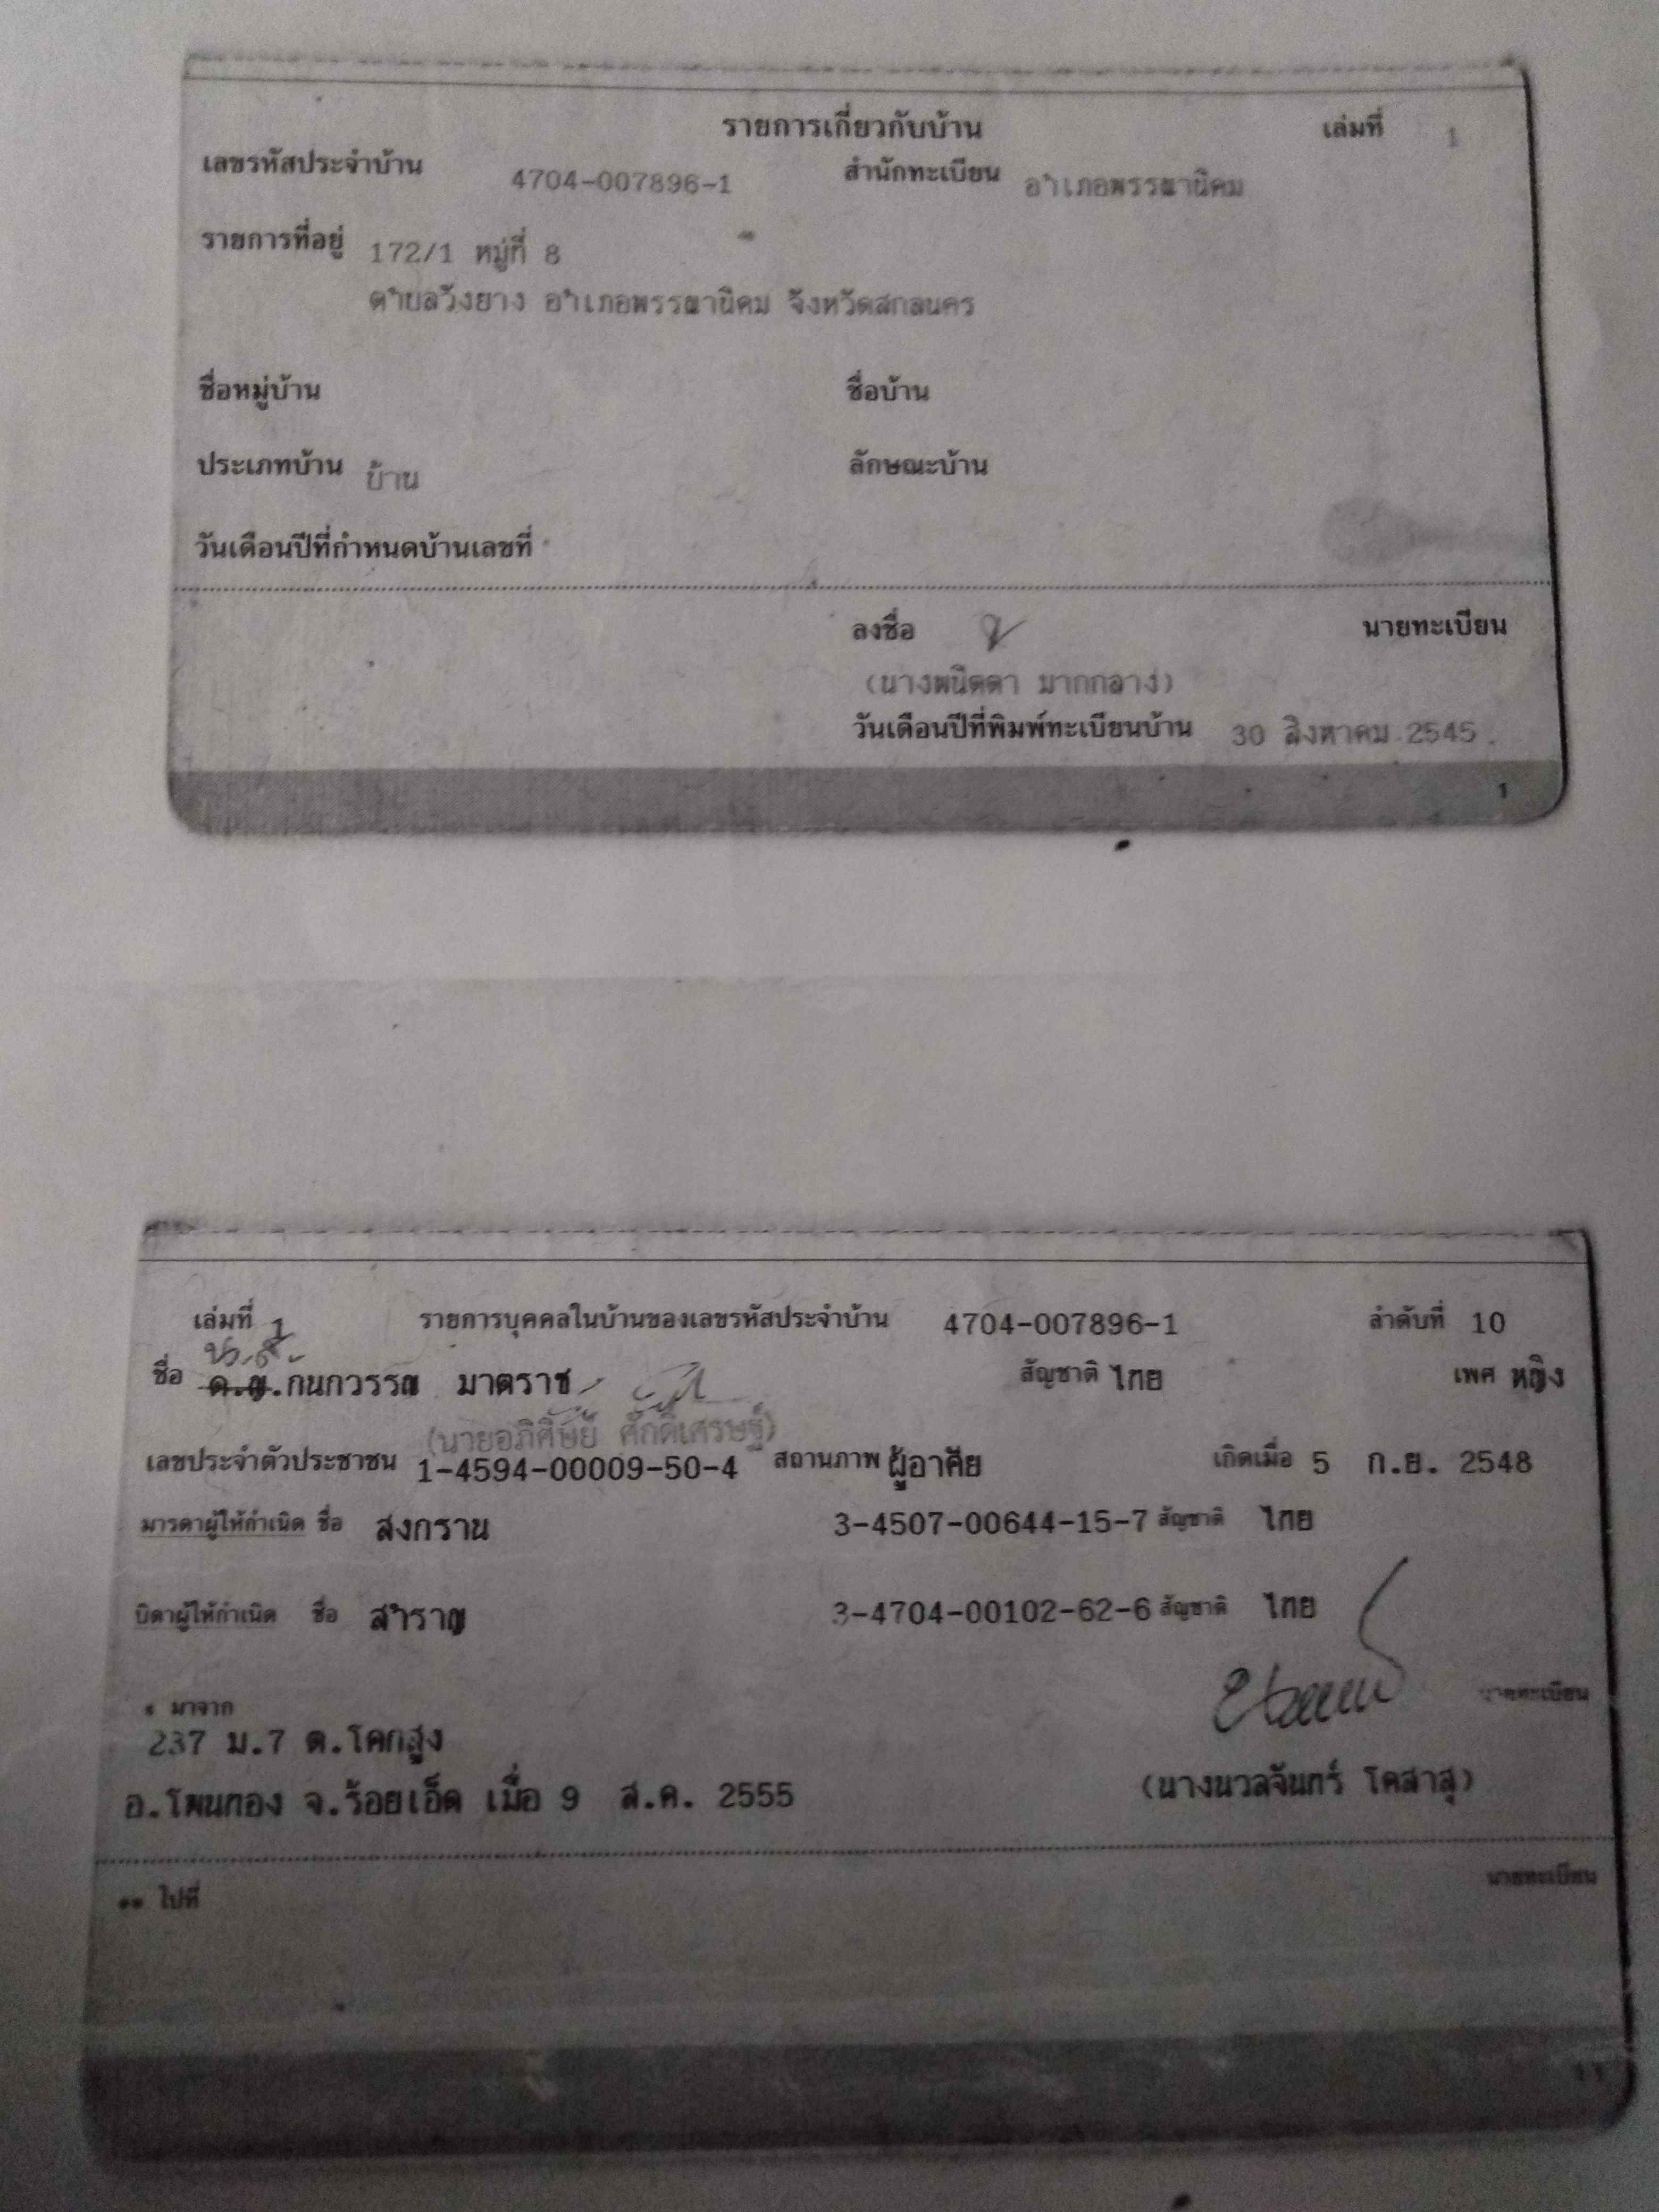 รายการเกี่ยวกับบ้าน เล่มที่ 1
เลขรหัสประจำบ้าน 4704-007896-1 สำนักทะเบียน อำเภอพรรณานิคม
รายการที่อยู่ 172/1 หมู่ที่ 8
ตำบลวังยาง อำเภอพรรณานิคม จังหวัดสกลนคร
ชื่อหมู่บ้าน ชื่อบ้าน
ประเภทบ้าน บ้าน ลักษณะบ้าน
วันเดือนปีที่กำหนดบ้านเลขที่
ลงชื่อ นายทะเบียน
(นางพนิดดา มากกลาง)
วันเดือนปีที่พิมพ์ทะเบียนบ้าน 30 สิงหาคม 2545
1
เล่มที่ 1 รายการบุคคลในบ้านของเลขรหัสประจำบ้าน 4704-007896-1 ลำดับที่ 10
น.ส.
ชื่อ ด.ญ.กนกวรรณ มาตราช สัญชาติ ไทย เพศ หญิง
(นายอภิศิษย์ ศักดิ์เศรษฐ์)
เลขประจำตัวประชาชน 1-4594-00009-50-4 สถานภาพ ผู้อาศัย เกิดเมื่อ 5 ก.ย. 2548
มารดาผู้ให้กำเนิด ชื่อ สงกราน 3-4507-00644-15-7 สัญชาติ ไทย
บิดาผู้ให้กำเนิด ชื่อ สำราญ 3-4704-00102-62-6 สัญชาติ ไทย
* มาจาก นายทะเบียน
237 ม.7 ต.โคกสูง
อ.โพนทอง จ.ร้อยเอ็ด เมื่อ 9 ส.ค. 2555 (นางนวลจันทร์ โคสาสุ)
** ไปที่ นายทะเบียน